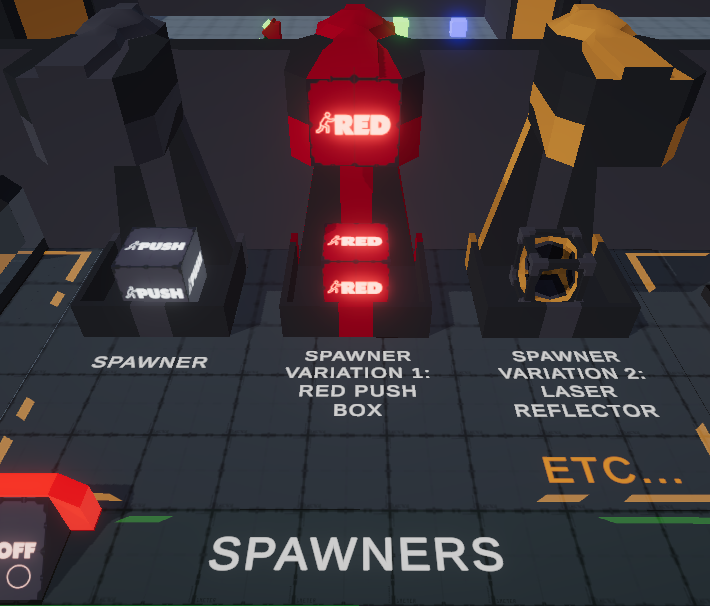 RED
PUSH
PUSH
RED
RED
SPAWNER
SPAWNER
VARIATION 1:
RED PUSH
BOX
SPAWNER
VARIATION 2:
LASER
REFLECTOR
ETC...
OFF
SPAWNERS